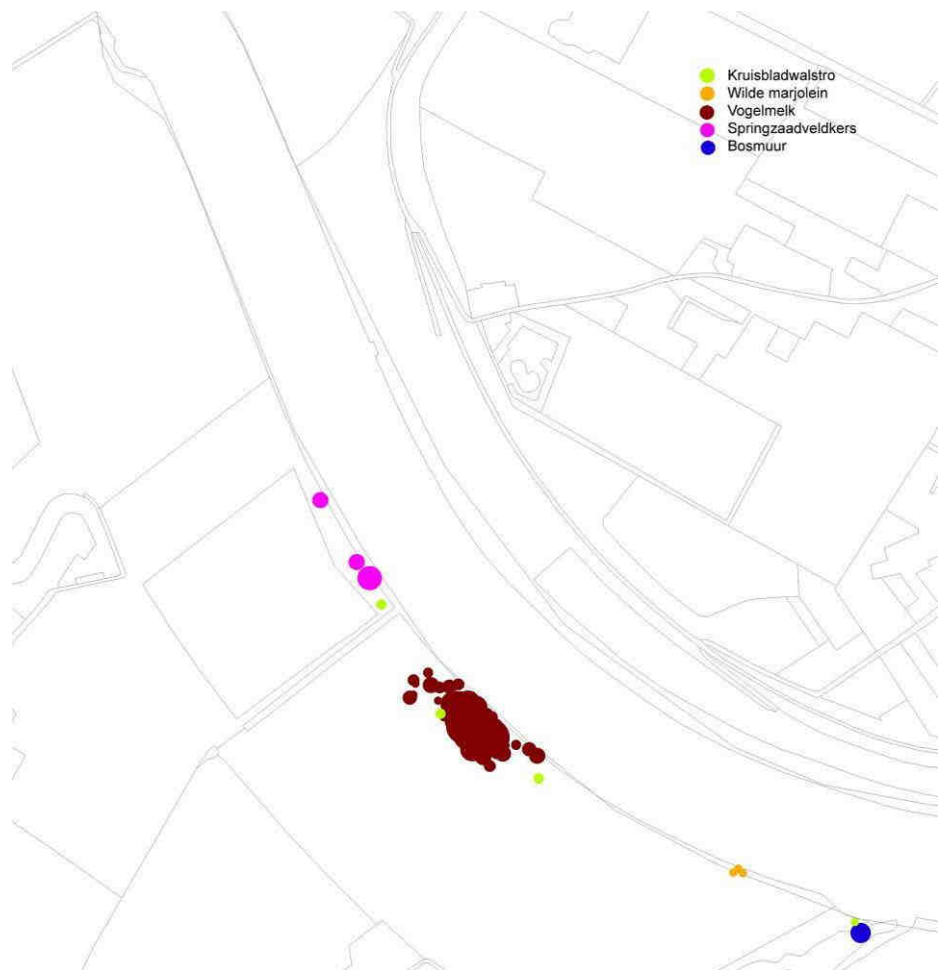 Kruisbladwalstro
Wilde marjolein
Vogelmelk
Springzaadveldkers
Bosmuur